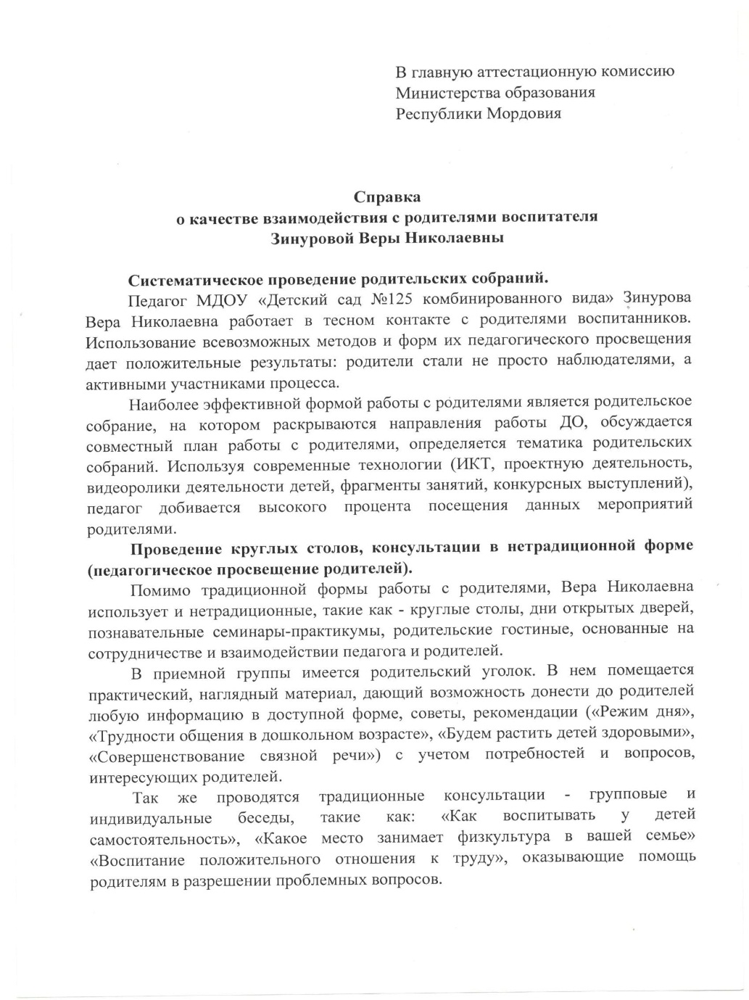 В главную аттестационную комиссию
Министерства образования
Республики Мордовия
Справка
о качестве взаимодействия с родителями воспитателя
Зинуровой Веры Николаевны
Систематическое проведение родительских собраний.
Педагог МДОУ «Детский сад №125 комбинированного вида» Зинурова
Вера Николаевна работает в тесном контакте с родителями воспитанников.
Использование всевозможных методов и форм их педагогического просвещения
дает положительные результаты: родители стали не просто наблюдателями, а
активными участниками процесса.
Наиболее эффективной формой работы с родителями является родительское
собрание, на котором раскрываются направления работы ДО, обсуждается
совместный план работы с родителями, определяется тематика родительских
собраний. Используя современные технологии (ИКТ, проектную деятельность,
видеоролики деятельности детей, фрагменты занятий, конкурсных выступлений),
педагог добивается высокого процента посещения данных мероприятий
родителями.
Проведение круглых столов, консультации в нетрадиционной форме
(педагогическое просвещение родителей).
Помимо традиционной формы работы с родителями, Вера Николаевна
использует и нетрадиционные, такие как - круглые столы, дни открытых дверей,
познавательные семинары-практикумы, родительские гостиные, основанные на
сотрудничестве и взаимодействии педагога и родителей.
В приемной группы имеется родительский уголок. В нем помещается
практический, наглядный материал, дающий возможность донести до родителей
любую информацию в доступной форме, советы, рекомендации («Режим дня»,
«Трудности общения в дошкольном возрасте», «Будем растить детей здоровыми»,
«Совершенствование связной речи») с учетом потребностей и вопросов,
интересующих родителей.
Так же проводятся традиционные консультации - групповые и
индивидуальные беседы, такие как: «Как воспитывать у детей
самостоятельность», «Какое место занимает физкультура в вашей семье»
«Воспитание положительного отношения к труду», оказывающие помощь
родителям в разрешении проблемных вопросов.